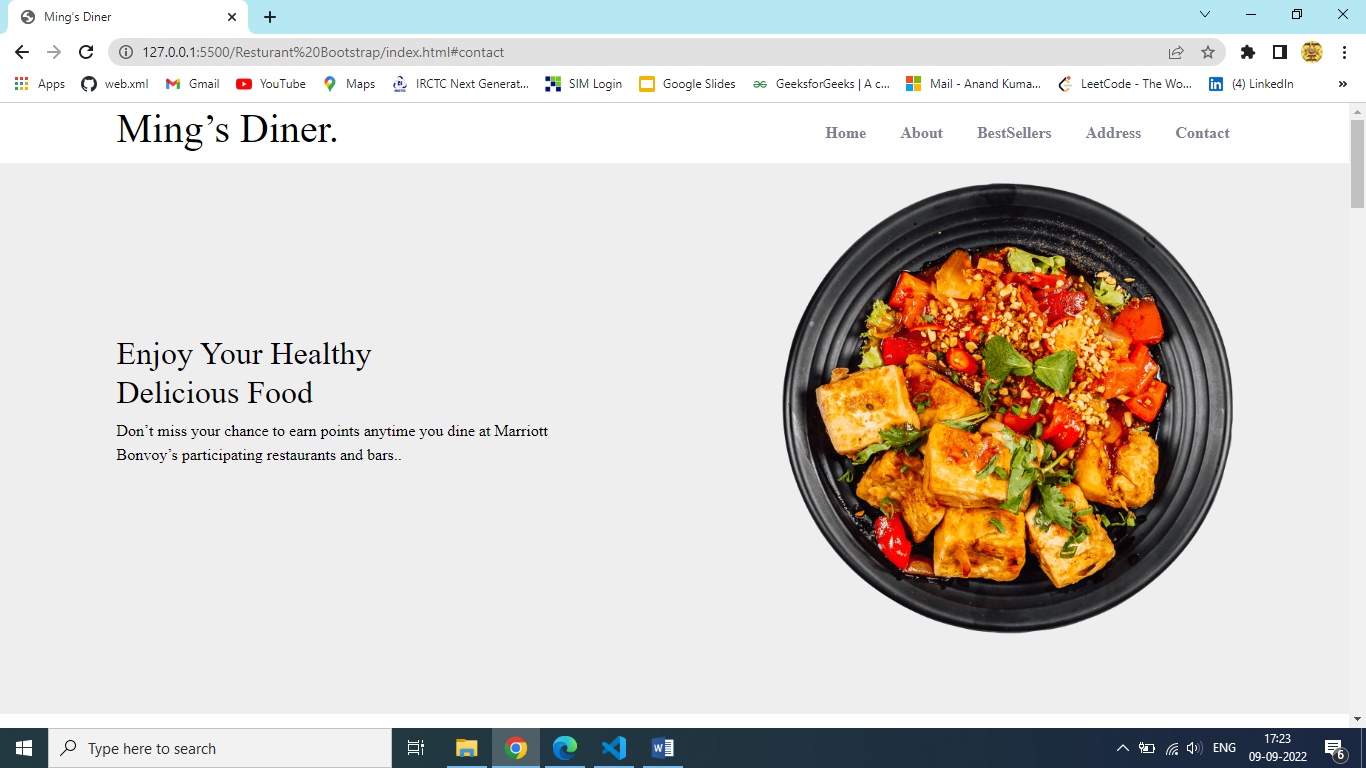 Ming's Diner
127.0.0.1:5500/Resturant%20Bootstrap/index.html#contact
Apps web.xml Gmail YouTube Maps IRCTC Next Generat... SIM Login Google Slides GeeksforGeeks | A c... Mail - Anand Kuma... LeetCode - The Wo... (4) LinkedIn »
Ming’s Diner.
Home About BestSellers Address Contact
Enjoy Your Healthy
Delicious Food
Don’t miss your chance to earn points anytime you dine at Marriott
Bonvoy’s participating restaurants and bars..
Type here to search
ENG
17:23
09-09-2022
6